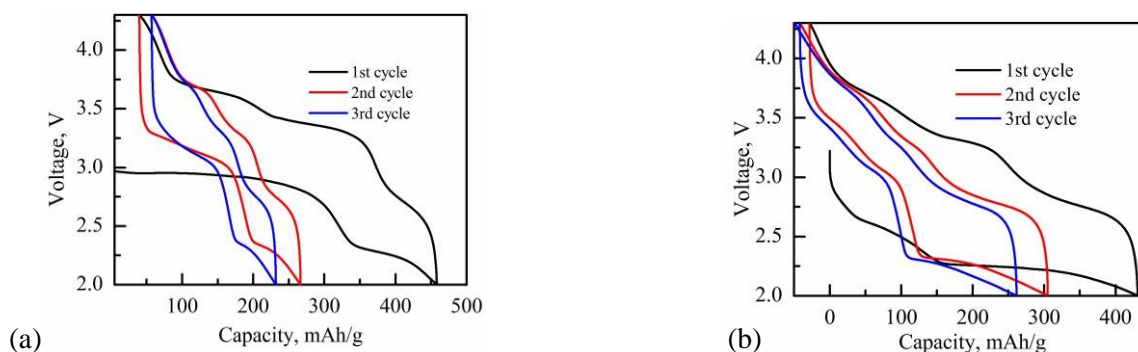 4.0
3.5
3.0
2.5
2.0
Voltage, V
1st cycle
2nd cycle
3rd cycle
100 200 300 400 500
Capacity, mAh/g
(a)
4.0
3.5
3.0
2.5
2.0
Voltage, V
1st cycle
2nd cycle
3rd cycle
0 100 200 300 400
Capacity, mAh/g
(b)